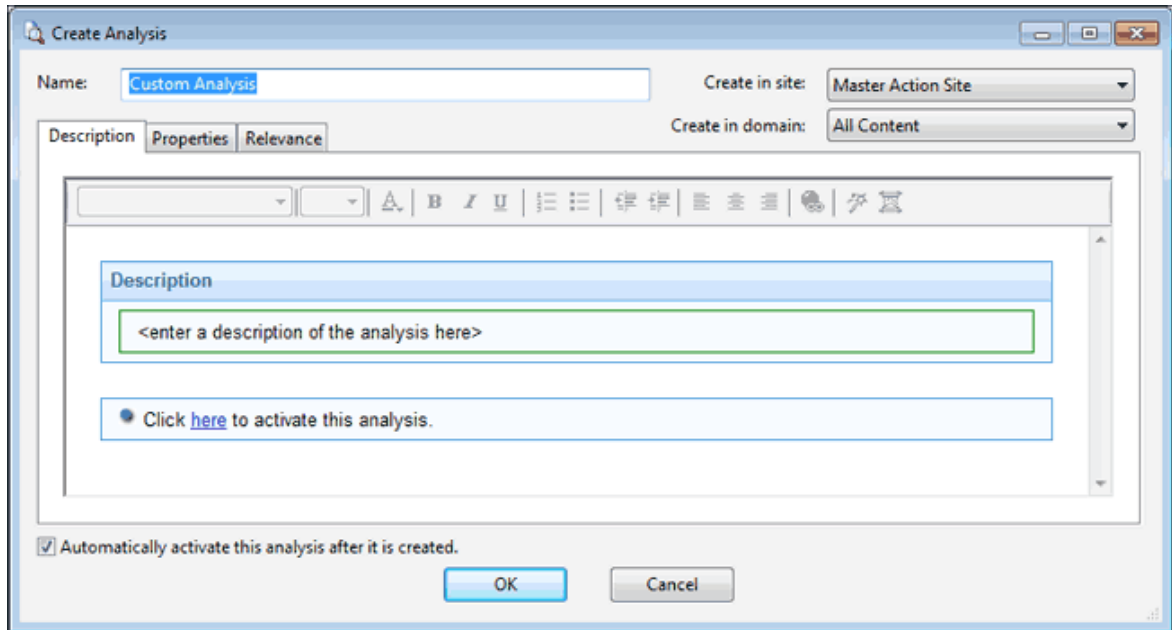 Create Analysis
Name: Custom Analysis Create in site: Master Action Site
Create in domain: All Content
Description Properties Relevance
A B I U
Description
<enter a description of the analysis here>
Click here to activate this analysis.
Automatically activate this analysis after it is created.
OK Cancel